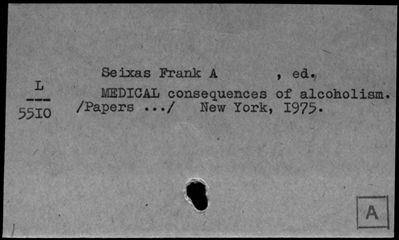 Seixas Frank A , ed.
L
5510
MEDICAL consequences of alcoholism.
/Papers .../ New York, 1975.
A